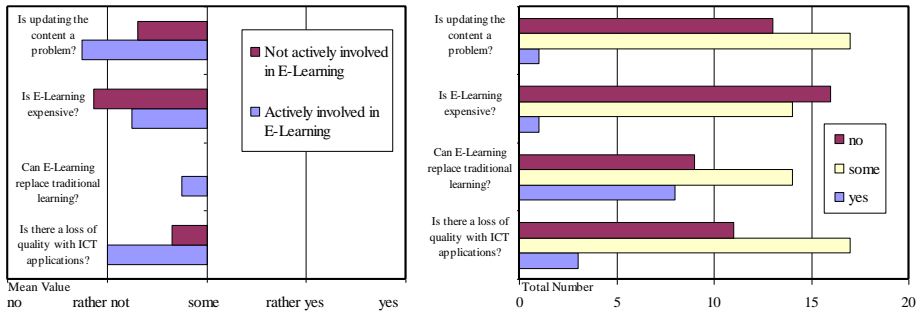 Is updating the
content a
problem?
Is E-Learning
expensive?
Can E-Learning
replace traditional
learning?
Is there a loss of
quality with ICT
applications?
Not actively involved
in E-Learning
Actively involved in
E-Learning
Mean Value
no
rather not
some
rather yes
yes
Is updating the
content a
problem?
Is E-Learning
expensive?
Can E-Learning
replace traditional
learning?
Is there a loss of
quality with ICT
applications?
no
some
yes
Total Number
0
5
10
15
20